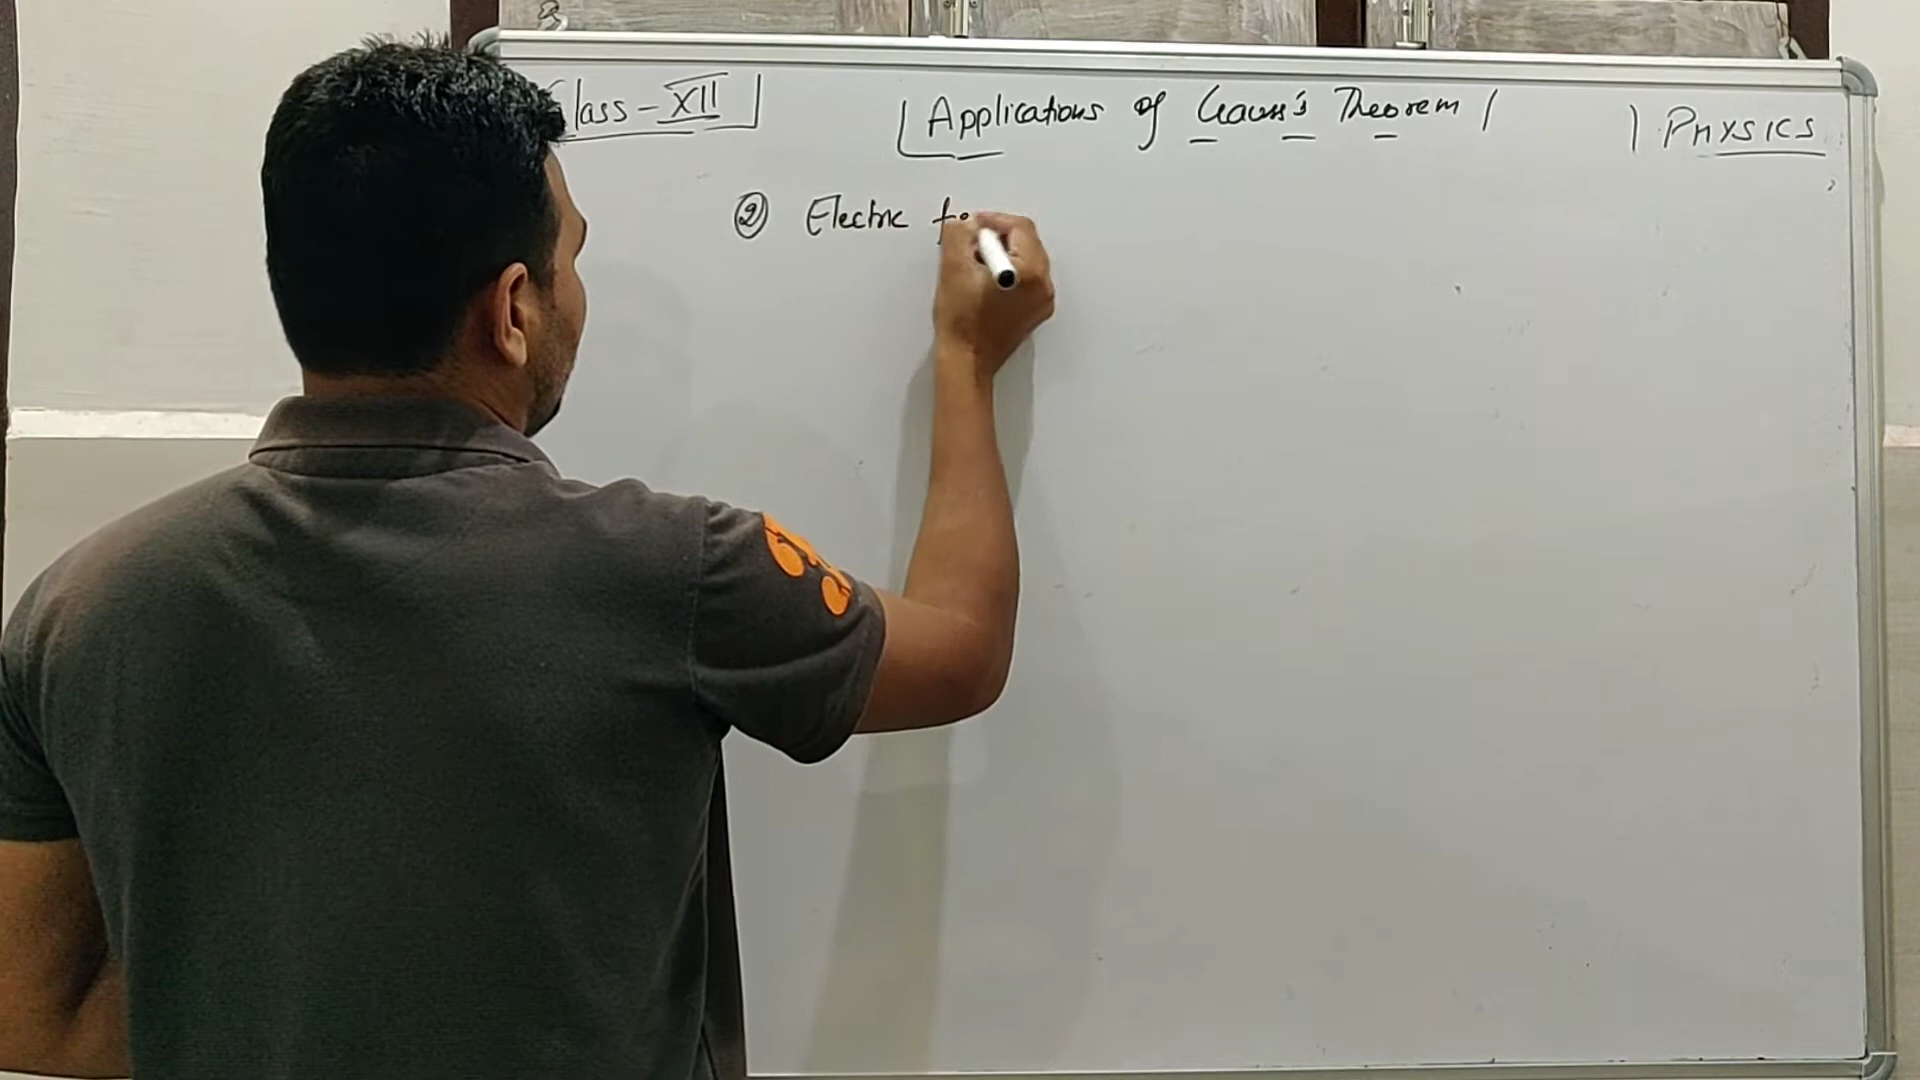 Class - XII
Applications of Gauss's Theorem
PHYSICS
② Electric